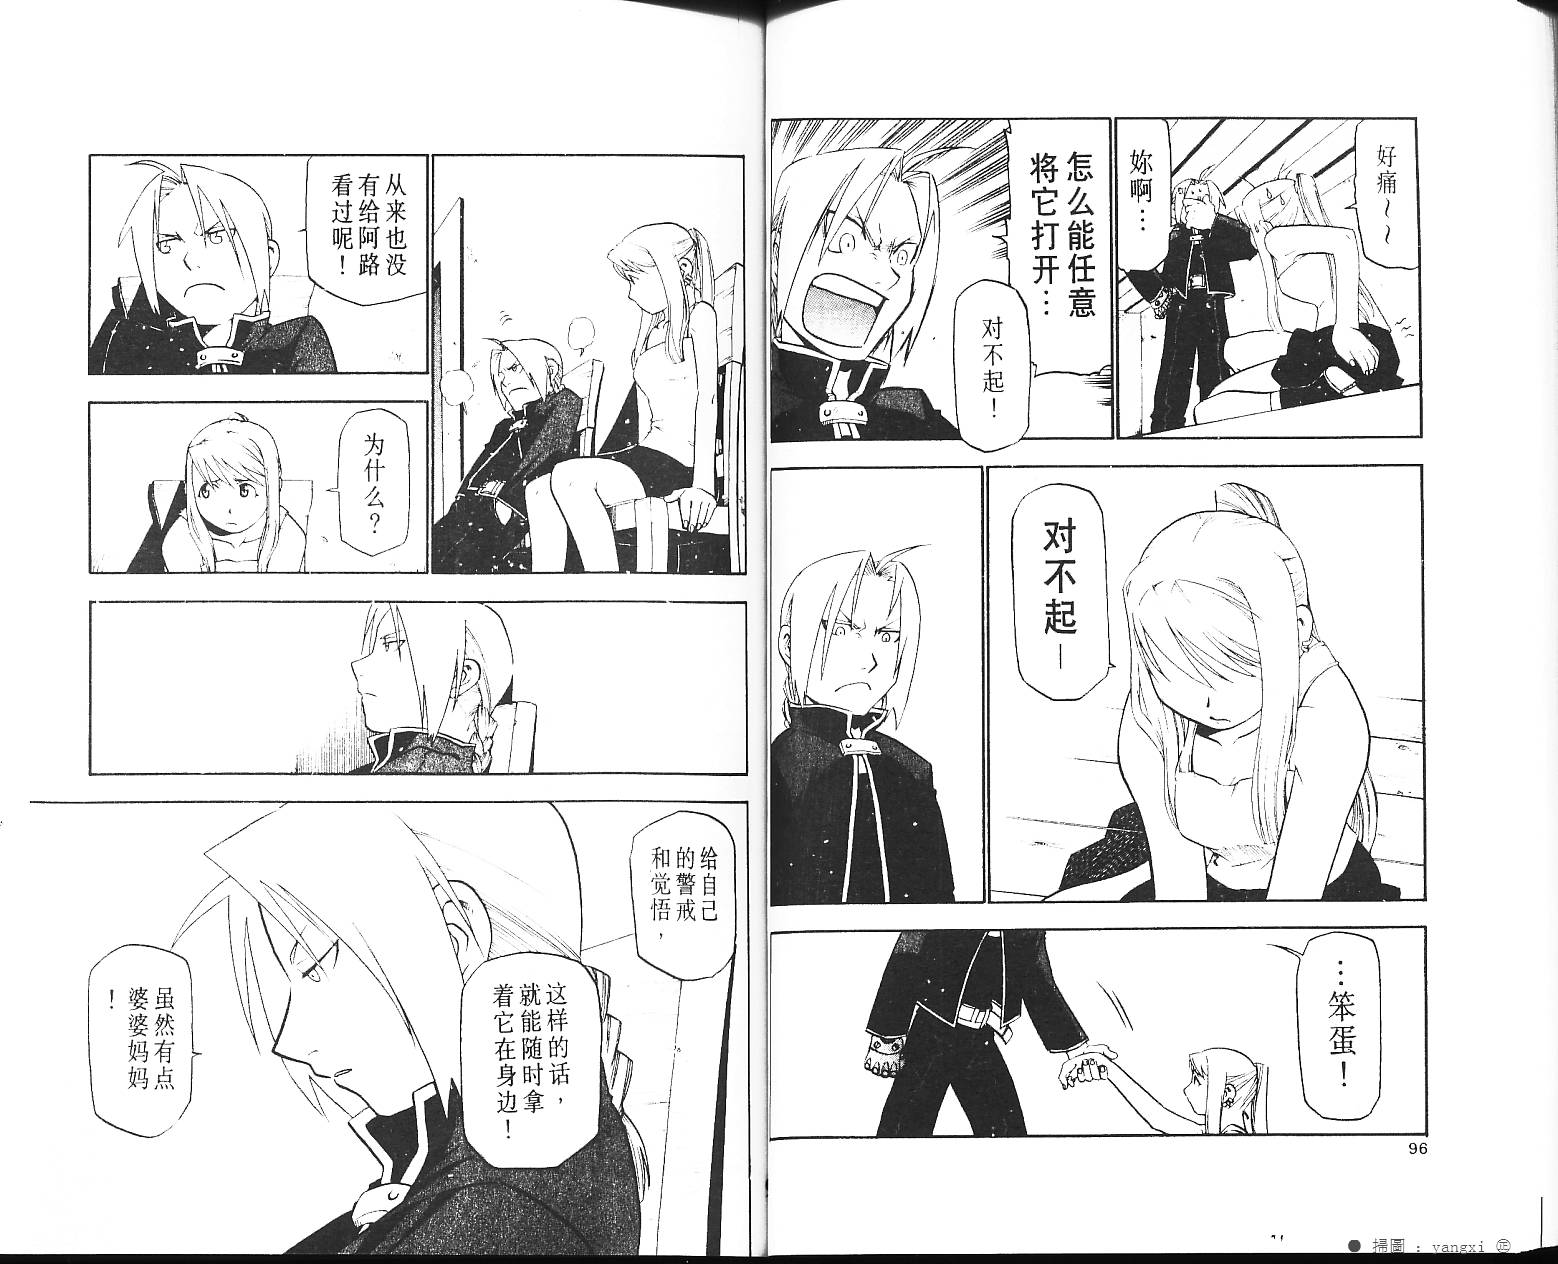 好痛～～
妳啊…
怎么能任意
将它打开…
对不起！
对不起—
…笨蛋！
96
从来也没
有给阿路
看过呢！
为什么？
给自己
的警戒
和觉悟，
这样的话，
就能随时拿
着它在身边！
虽然有点
婆婆妈妈
！
● 掃圖 : yangxi ㊣